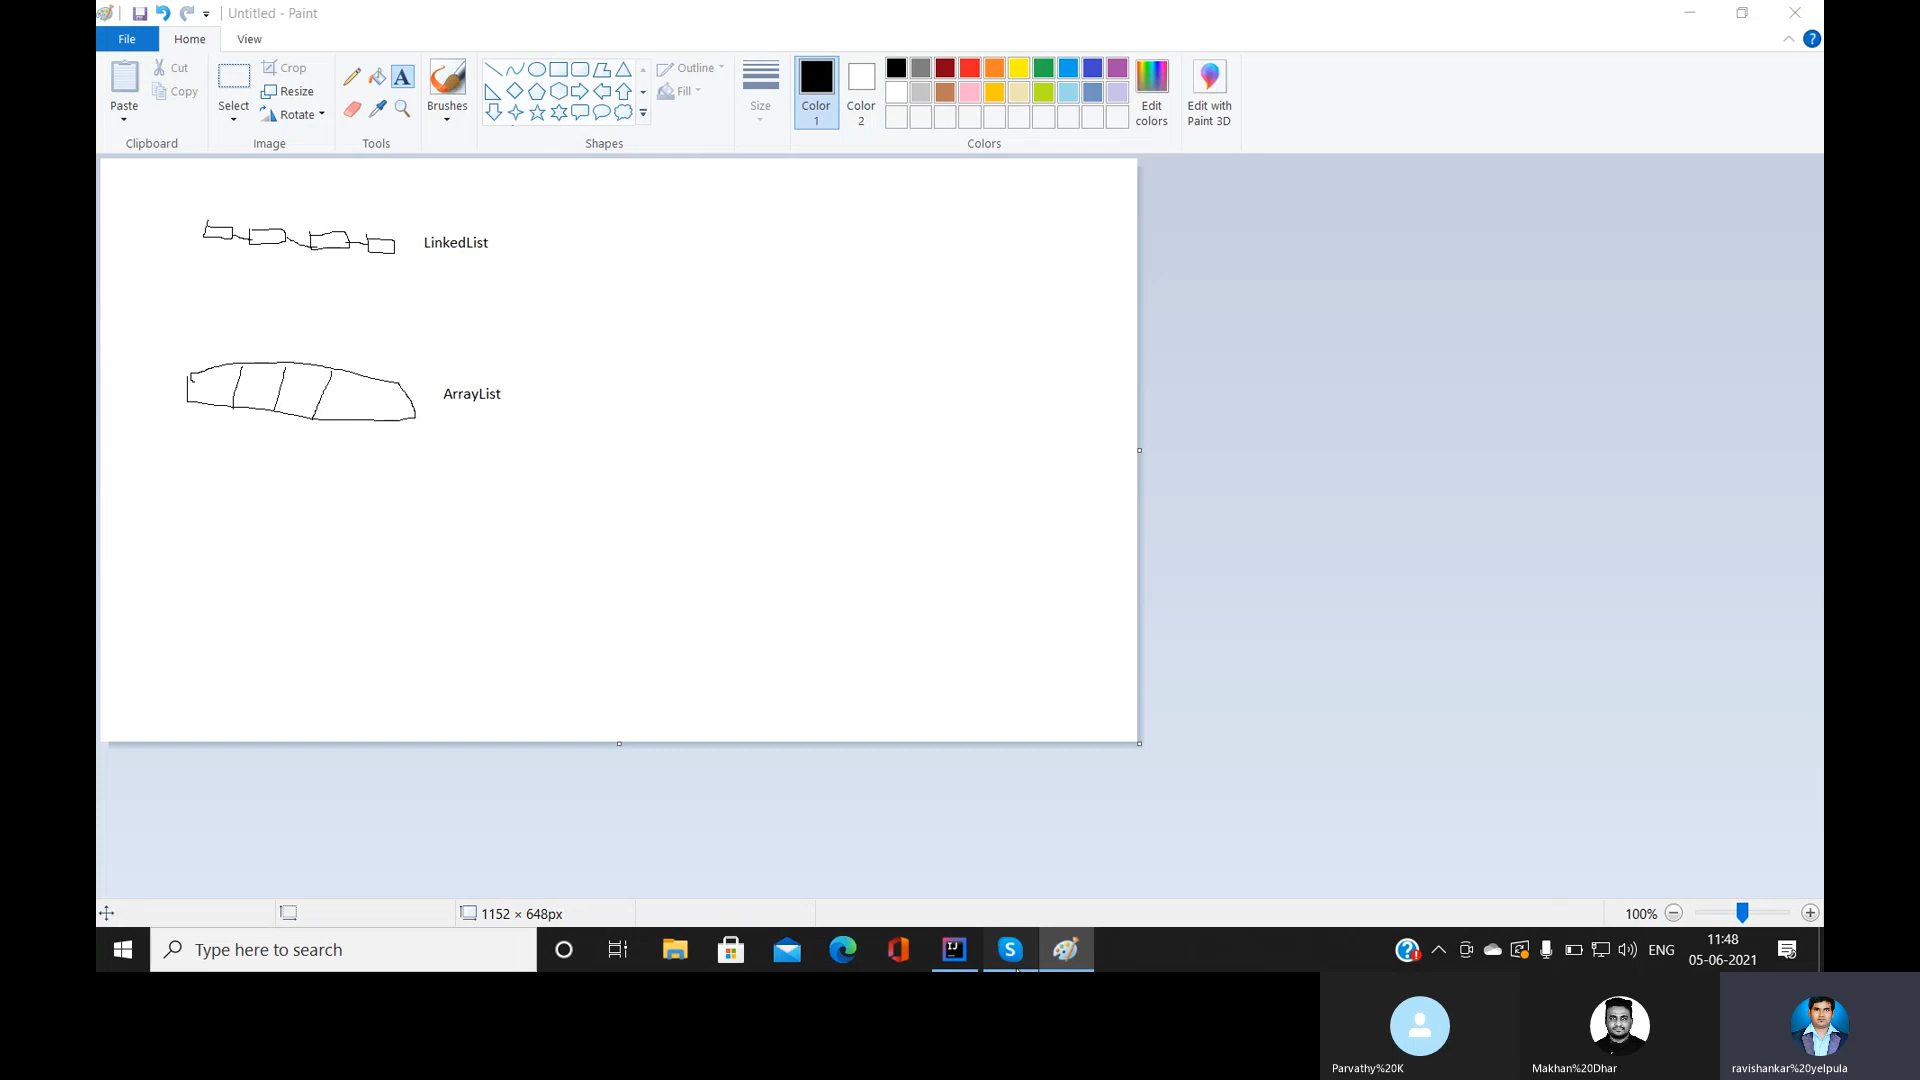 Untitled - Paint
File Home View
Paste
Cut
Copy
Clipboard
Select
Crop
Resize
Rotate
Image
A
Tools
Brushes
Outline
Fill
Shapes
Size
Color
1
Color
2
Edit
colors
Colors
Edit with
Paint 3D
?
LinkedList
ArrayList
1152 × 648px
100%
Type here to search
IJ
S
ENG
11:48
05-06-2021
Parvathy%20K
Makhan%20Dhar
ravishankar%20yelpula